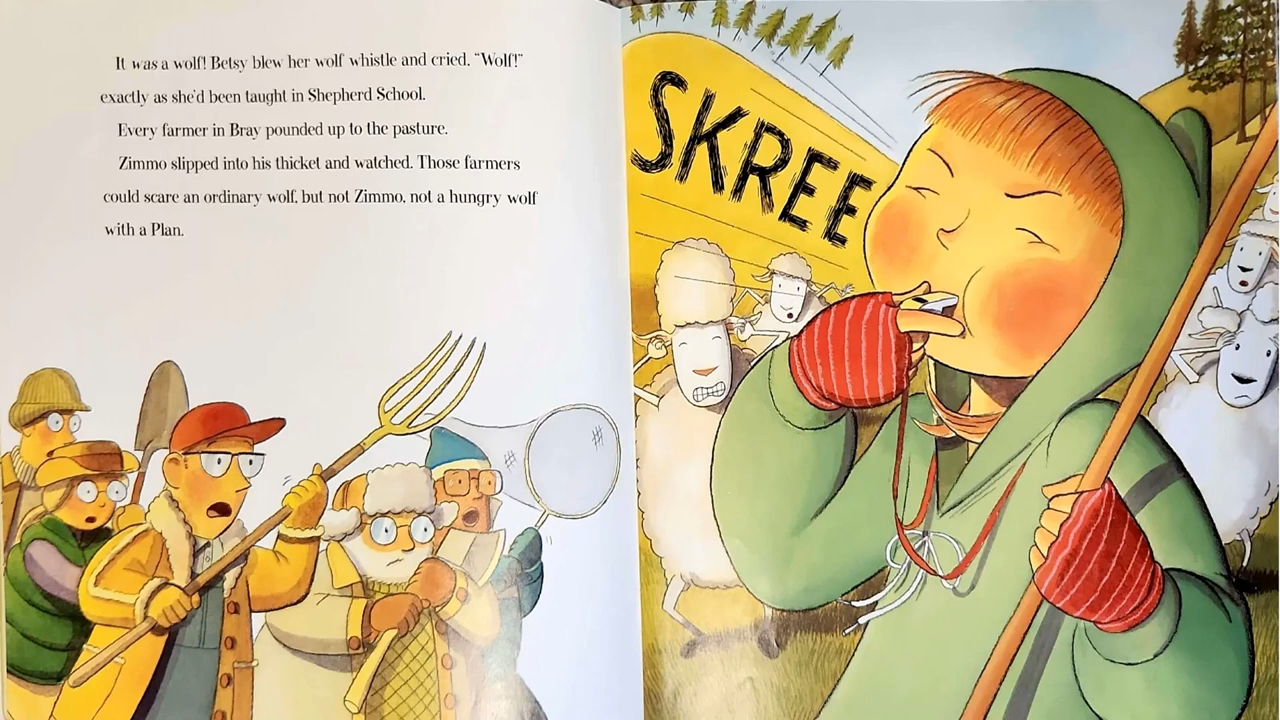 It was a wolf! Betsy blew her wolf whistle and cried, "Wolf!"
exactly as she'd been taught in Shepherd School.
Every farmer in Bray pounded up to the pasture.
Zimmo slipped into his thicket and watched. Those farmers
could scare an ordinary wolf, but not Zimmo, not a hungry wolf
with a Plan.
SKREE